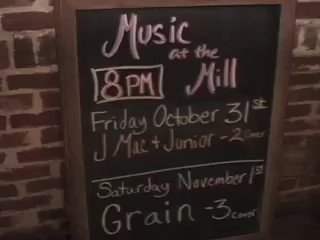 Music
at the
8PM Mill
Friday October 31st
J Mac + Junior - 2 cover
Saturday November 1st
Grain - 3 cover